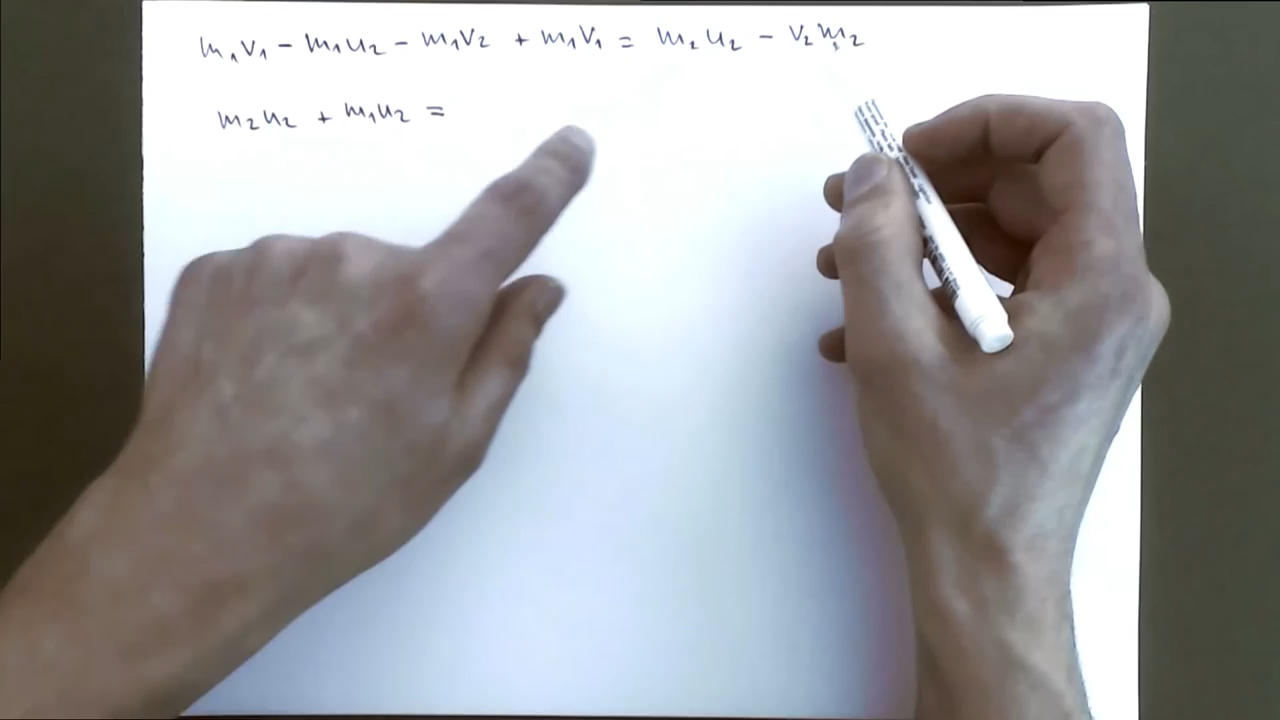 m₁v₁ - m₁u₂ - m₁v₂ + m₁v₁ = m₂u₂ - v₂m₂
m₂u₂ + m₁u₂ =